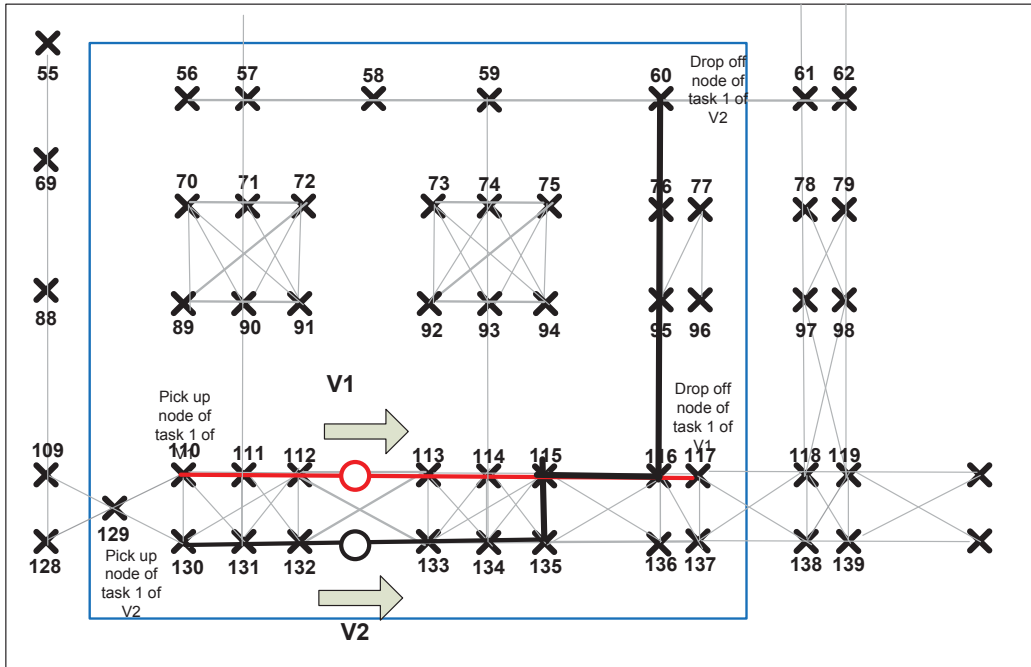 55 56 57 58 59 60 Drop off
node of
task 1 of
V2 61 62
69 70 71 72 73 74 75 76 77 78 79
88 89 90 91 92 93 94 95 96 97 98
V1
Pick up
node of
task 1 of
V1
Drop off
node of
task 1 of
V1
109 110 111 112 113 114 115 116 117 118 119
129
128 130 131 132 133 134 135 136 137 138 139
Pick up
node of
task 1 of
V2
V2